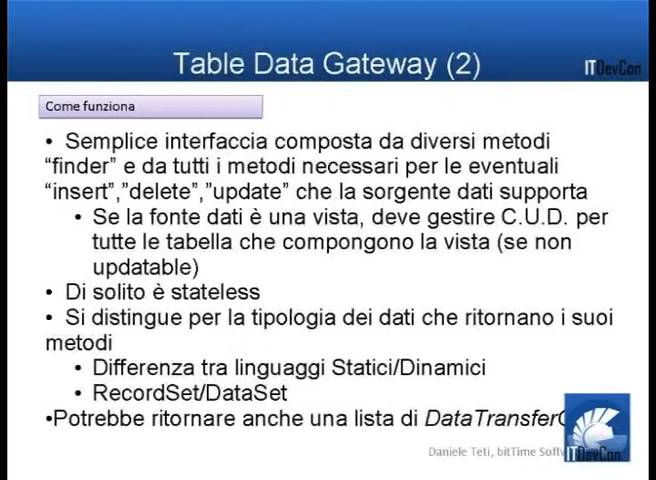 Table Data Gateway (2)
ITDevCon
Come funziona
• Semplice interfaccia composta da diversi metodi
“finder” e da tutti i metodi necessari per le eventuali
“insert”,”delete”,”update” che la sorgente dati supporta
• Se la fonte dati è una vista, deve gestire C.U.D. per
tutte le tabella che compongono la vista (se non
updatable)
• Di solito è stateless
• Si distingue per la tipologia dei dati che ritornano i suoi
metodi
• Differenza tra linguaggi Statici/Dinamici
• RecordSet/DataSet
•Potrebbe ritornare anche una lista di
Daniele Teti, bitTime
ITDevCon